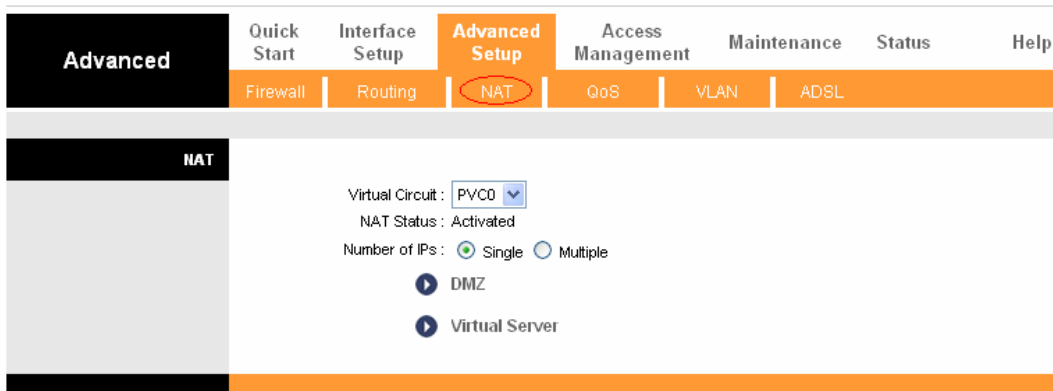 Advanced
Quick Start
Interface Setup
Advanced Setup
Access Management
Maintenance
Status
Help
Firewall
Routing
NAT
QoS
VLAN
ADSL
NAT
Virtual Circuit : PVC0
NAT Status : Activated
Number of IPs : Single Multiple
DMZ
Virtual Server